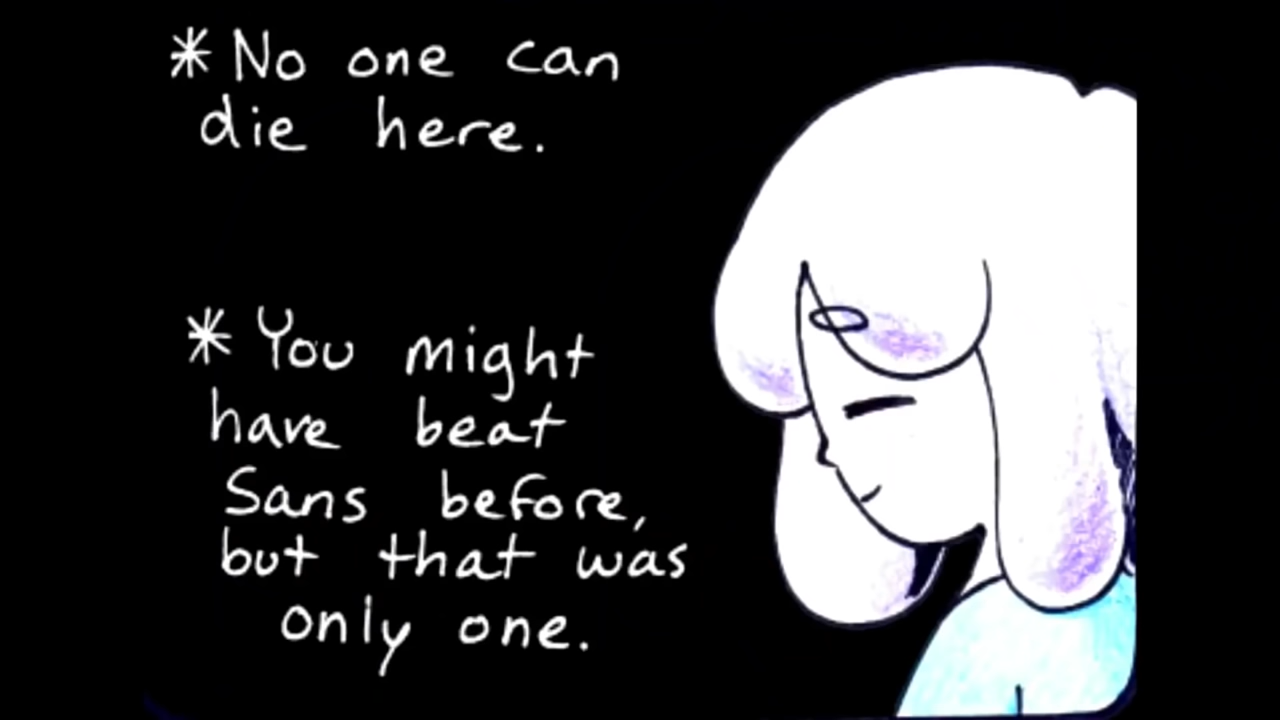 * No one can
die here.
* You might
have beat
Sans before,
but that was
only one.